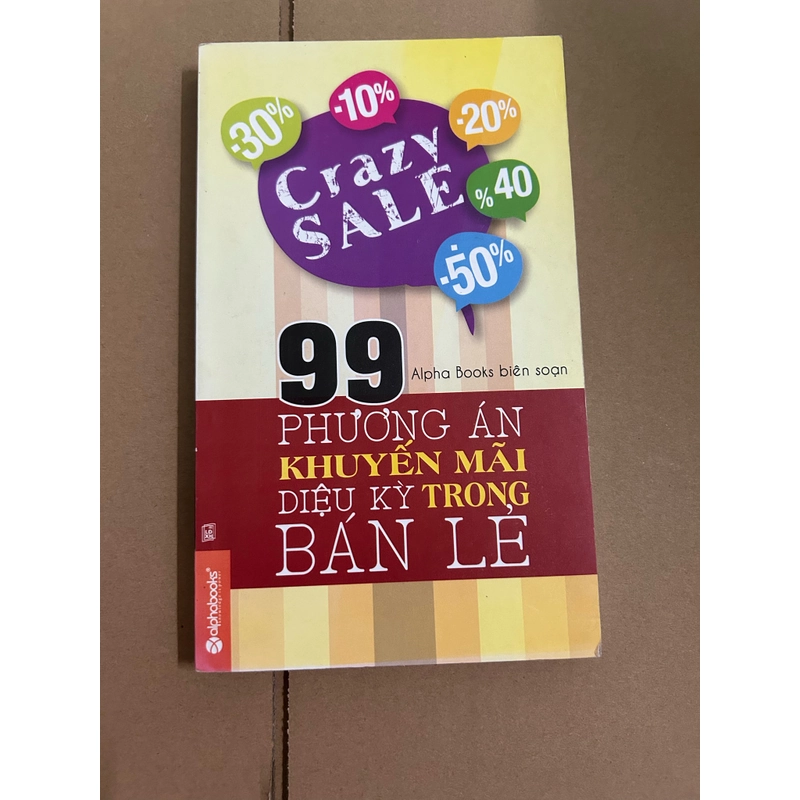 -30%
-10%
-20%
Crazy
SALE
%40
-50%
99
Alpha Books biên soạn
PHƯƠNG ÁN
KHUYẾN MÃI
DIỆU KỲ TRONG
BÁN LẺ
alphabooks®